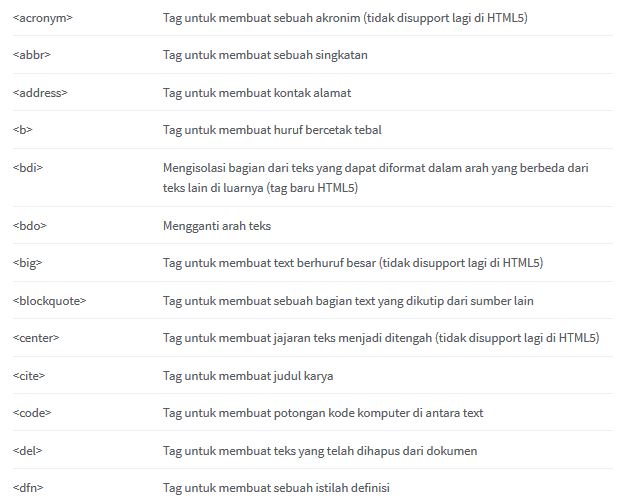 <acronym> Tag untuk membuat sebuah akronim (tidak disupport lagi di HTML5)
<abbr> Tag untuk membuat sebuah singkatan
<address> Tag untuk membuat kontak alamat
<b> Tag untuk membuat huruf bercetak tebal
<bdi> Mengisolasi bagian dari teks yang dapat diformat dalam arah yang berbeda dari
teks lain di luarnya (tag baru HTML5)
<bdo> Mengganti arah teks
<big> Tag untuk membuat text berhuruf besar (tidak disupport lagi di HTML5)
<blockquote> Tag untuk membuat sebuah bagian text yang dikutip dari sumber lain
<center> Tag untuk membuat jajaran teks menjadi ditengah (tidak disupport lagi di HTML5)
<cite> Tag untuk membuat judul karya
<code> Tag untuk membuat potongan kode komputer di antara text
<del> Tag untuk membuat teks yang telah dihapus dari dokumen
<dfn> Tag untuk membuat sebuah istilah definisi